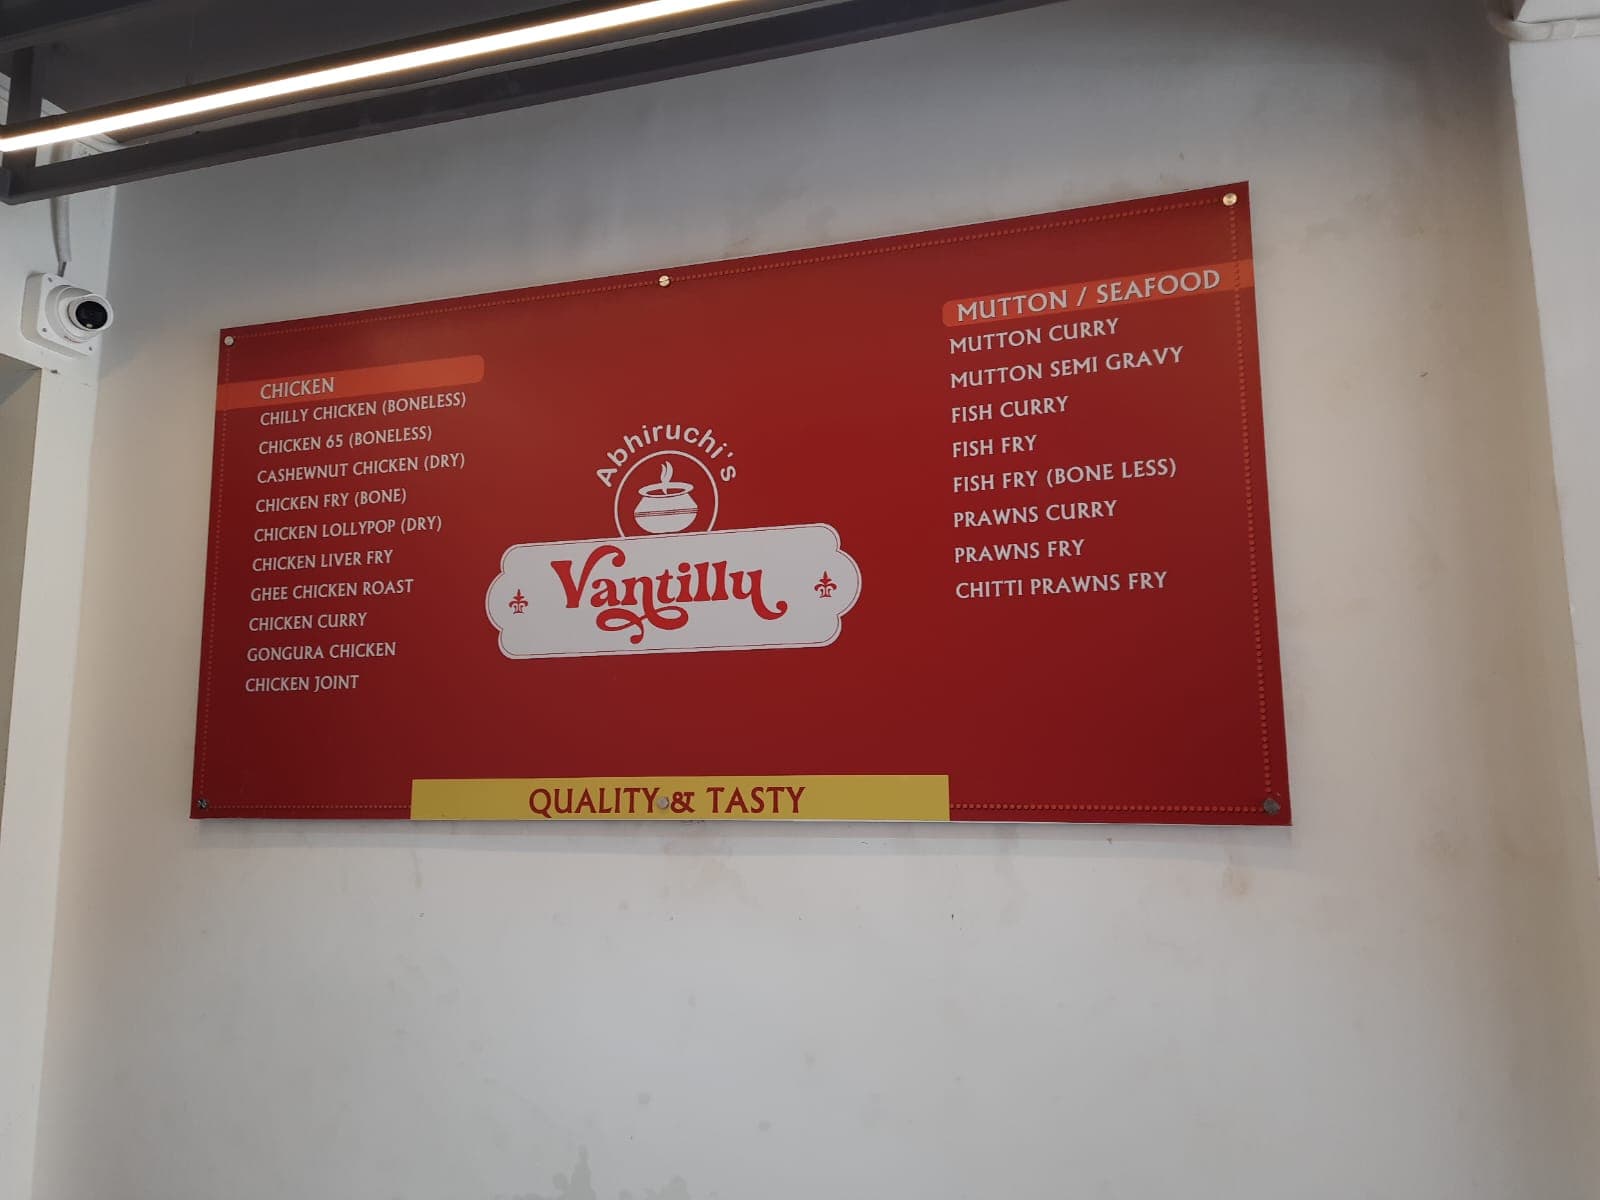 CHICKEN
CHILLY CHICKEN (BONELESS)
CHICKEN 65 (BONELESS)
CASHEWNUT CHICKEN (DRY)
CHICKEN FRY (BONE)
CHICKEN LOLLYPOP (DRY)
CHICKEN LIVER FRY
GHEE CHICKEN ROAST
CHICKEN CURRY
GONGURA CHICKEN
CHICKEN JOINT
Abhiruchi's
Vantillu
MUTTON / SEAFOOD
MUTTON CURRY
MUTTON SEMI GRAVY
FISH CURRY
FISH FRY
FISH FRY (BONE LESS)
PRAWNS CURRY
PRAWNS FRY
CHITTI PRAWNS FRY
QUALITY & TASTY